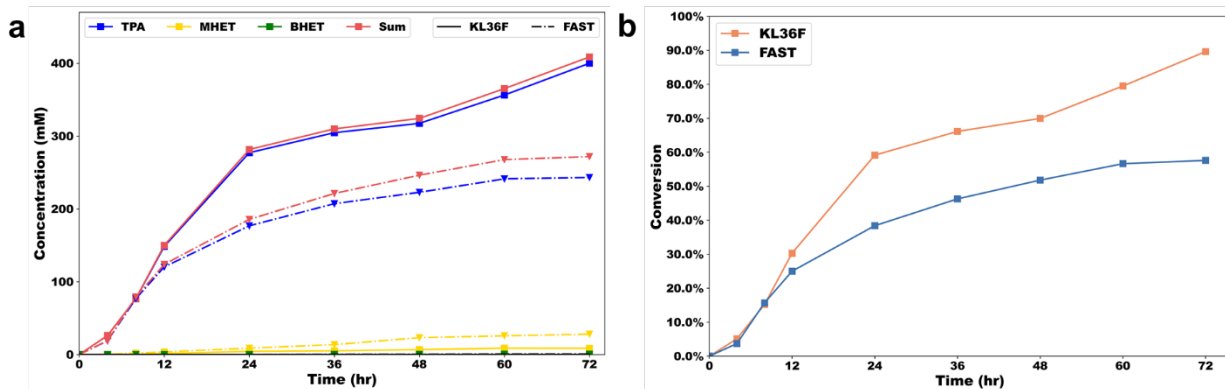 a
TPA MHET BHET Sum KL36F FAST
Concentration (mM)
400
300
200
100
0
0 12 24 36 48 60 72
Time (hr)
b
KL36F
FAST
Conversion
100%
90.0%
80.0%
70.0%
60.0%
50.0%
40.0%
30.0%
20.0%
10.0%
0.0%
0 12 24 36 48 60 72
Time (hr)